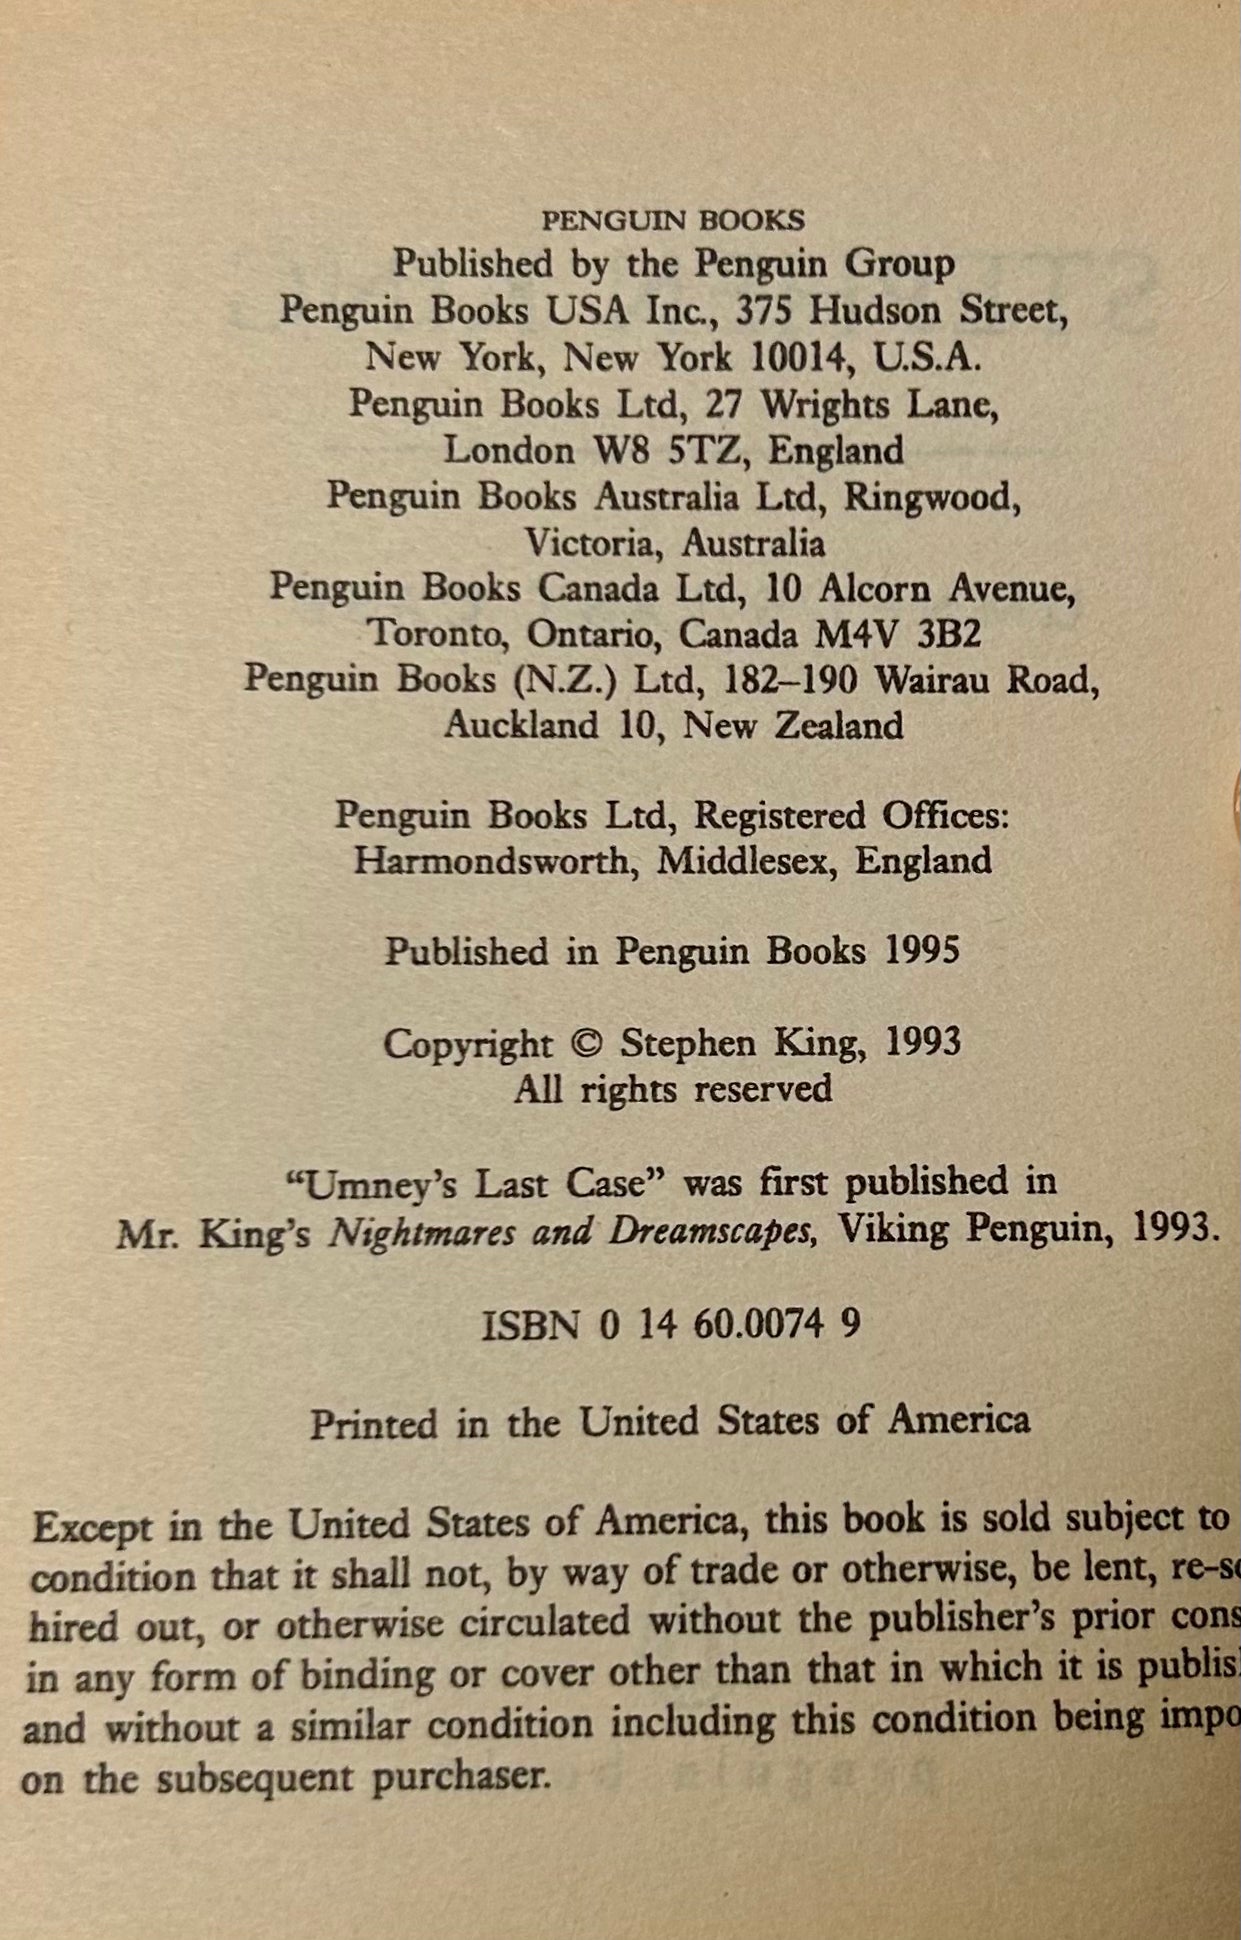 PENGUIN BOOKS
Published by the Penguin Group
Penguin Books USA Inc., 375 Hudson Street,
New York, New York 10014, U.S.A.
Penguin Books Ltd, 27 Wrights Lane,
London W8 5TZ, England
Penguin Books Australia Ltd, Ringwood,
Victoria, Australia
Penguin Books Canada Ltd, 10 Alcorn Avenue,
Toronto, Ontario, Canada M4V 3B2
Penguin Books (N.Z.) Ltd, 182–190 Wairau Road,
Auckland 10, New Zealand
Penguin Books Ltd, Registered Offices:
Harmondsworth, Middlesex, England
Published in Penguin Books 1995
Copyright © Stephen King, 1993
All rights reserved
“Umney’s Last Case” was first published in
Mr. King’s Nightmares and Dreamscapes, Viking Penguin, 1993.
ISBN 0 14 60.0074 9
Printed in the United States of America
Except in the United States of America, this book is sold subject to
condition that it shall not, by way of trade or otherwise, be lent,
hired out, or otherwise circulated without the publisher’s prior
in any form of binding or cover other than that in which it is
and without a similar condition including this condition being
on the subsequent purchaser.